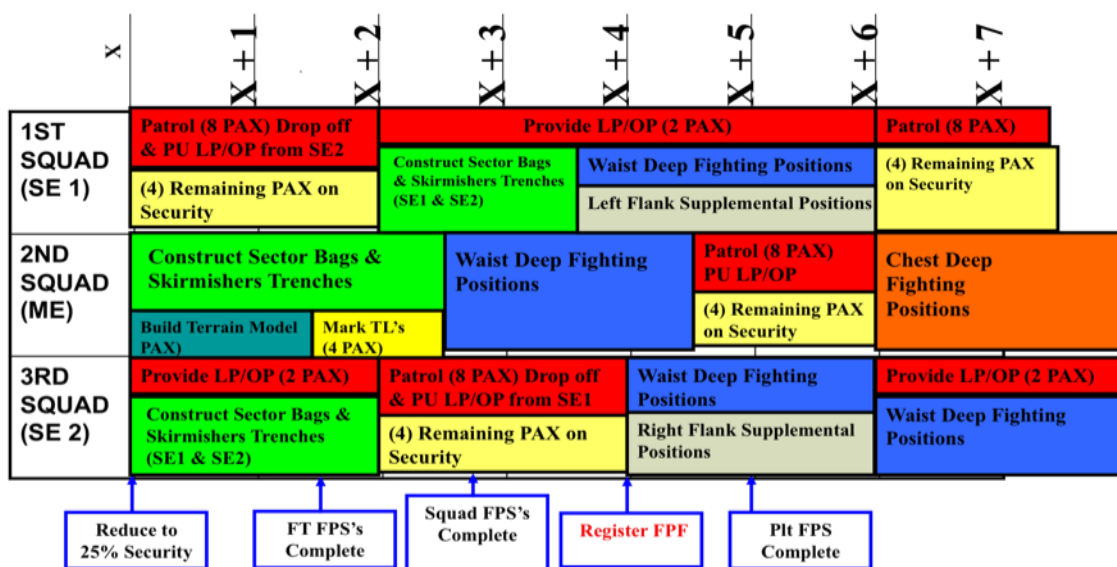 x
X + 1
X + 2
X + 3
X + 4
X + 5
X + 6
X + 7
1ST
SQUAD
(SE 1)
Patrol (8 PAX) Drop off
& PU LP/OP from SE2
(4) Remaining PAX on
Security
Provide LP/OP (2 PAX)
Construct Sector Bags
& Skirmishers Trenches
(SE1 & SE2)
Waist Deep Fighting Positions
Left Flank Supplemental Positions
Patrol (8 PAX)
(4) Remaining PAX
on Security
2ND
SQUAD
(ME)
Construct Sector Bags &
Skirmishers Trenches
Build Terrain Model
PAX)
Mark TL's
(4 PAX)
Waist Deep Fighting
Positions
Patrol (8 PAX)
PU LP/OP
(4) Remaining PAX
on Security
Chest Deep
Fighting
Positions
3RD
SQUAD
(SE 2)
Provide LP/OP (2 PAX)
Construct Sector Bags &
Skirmishers Trenches
(SE1 & SE2)
Patrol (8 PAX) Drop off
& PU LP/OP from SE1
(4) Remaining PAX on
Security
Waist Deep Fighting
Positions
Right Flank Supplemental
Positions
Provide LP/OP (2 PAX)
Waist Deep Fighting
Positions
Reduce to
25% Security
FT FPS's
Complete
Squad FPS's
Complete
Register FPF
Plt FPS
Complete